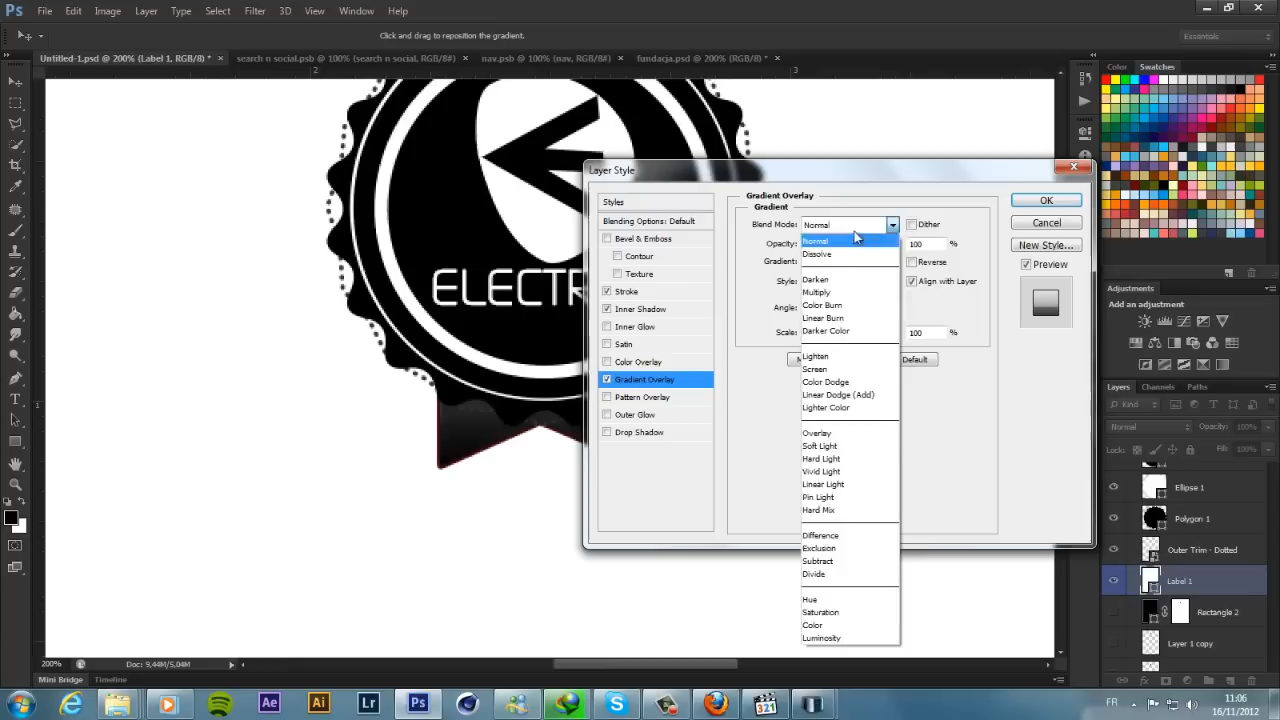 Ps File Edit Image Layer Type Select Filter 3D View Window Help
Click and drag to reposition the gradient.
Essentials
Untitled-1.psd @ 200% (Label 1, RGB/8) * ×
search n social.psb @ 100% (search n social, RGB/8#) ×
nav.psb @ 100% (nav, RGB/8#) ×
fundacja.psd @ 200% (RGB/8) * ×
2
3
1
ELECTR
Layer Style
Styles
Blending Options: Default
Bevel & Emboss
Contour
Texture
Stroke
Inner Shadow
Inner Glow
Satin
Color Overlay
Gradient Overlay
Pattern Overlay
Outer Glow
Drop Shadow
Gradient Overlay
Gradient
Blend Mode: Normal
Dither
Opacity: 100 %
Gradient: Reverse
Style: Align with Layer
Angle:
Scale: 100 %
Default
Normal
Dissolve
Darken
Multiply
Color Burn
Linear Burn
Darker Color
Lighten
Screen
Color Dodge
Linear Dodge (Add)
Lighter Color
Overlay
Soft Light
Hard Light
Vivid Light
Linear Light
Pin Light
Hard Mix
Difference
Exclusion
Subtract
Divide
Hue
Saturation
Color
Luminosity
OK
Cancel
New Style...
Preview
Color Swatches
Adjustments
Add an adjustment
Layers Channels Paths
Kind
Normal Opacity: 100%
Lock: Fill: 100%
Ellipse 1
Polygon 1
Outer Trim - Dotted
Label 1
Rectangle 2
Layer 1 copy
200% Doc: 9,44M/5,04M
Mini Bridge Timeline
Ae Ai Lr Ps
321
FR
11:06
16/11/2012